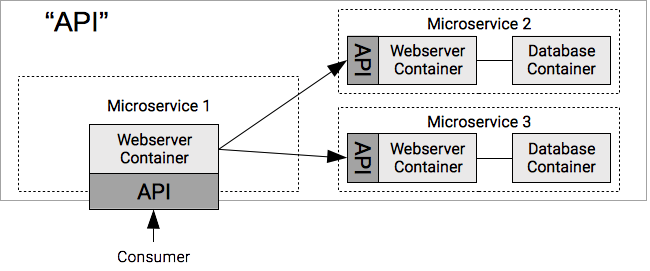 “API”
Microservice 1
Webserver
Container
API
Consumer
Microservice 2
API
Webserver
Container
Database
Container
Microservice 3
API
Webserver
Container
Database
Container